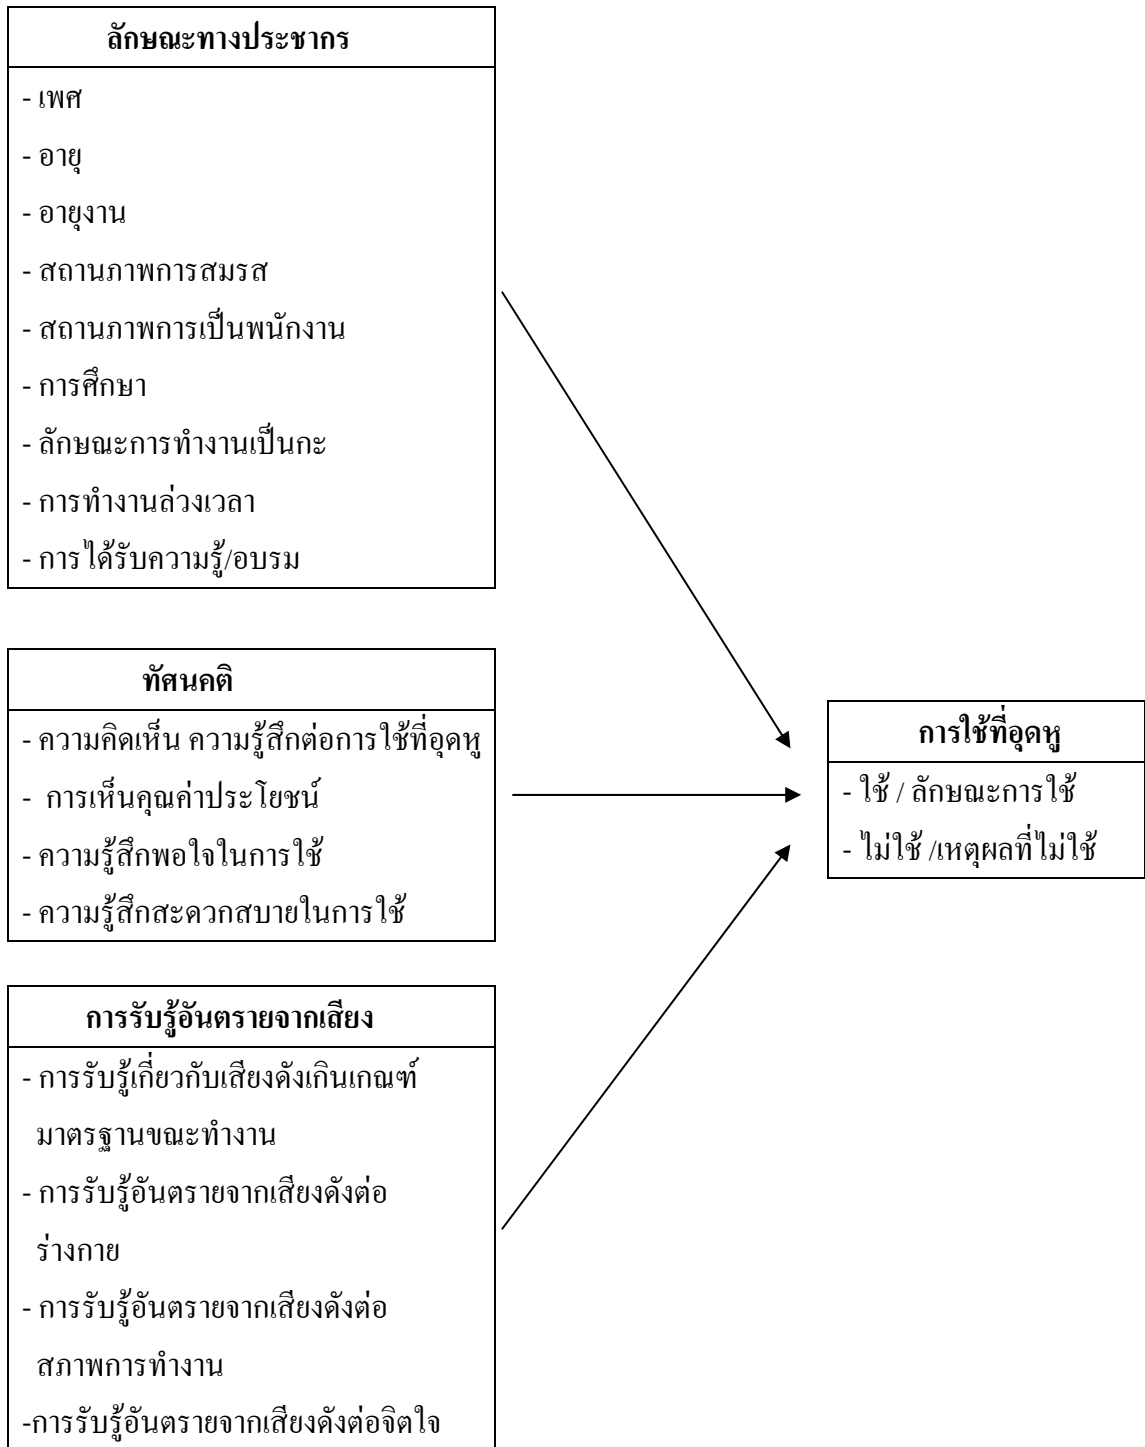 ลักษณะทางประชากร
- เพศ
- อายุ
- อายุงาน
- สถานภาพการสมรส
- สถานภาพการเป็นพนักงาน
- การศึกษา
- ลักษณะการทำงานเป็นกะ
- การทำงานล่วงเวลา
- การได้รับความรู้/อบรม
ทัศนคติ
- ความคิดเห็น ความรู้สึกต่อการใช้ที่อุดหู
- การเห็นคุณค่าประโยชน์
- ความรู้สึกพอใจในการใช้
- ความรู้สึกสะดวกสบายในการใช้
การรับรู้อันตรายจากเสียง
- การรับรู้เกี่ยวกับเสียงดังเกินเกณฑ์
มาตรฐานขณะทำงาน
- การรับรู้อันตรายจากเสียงดังต่อ
ร่างกาย
- การรับรู้อันตรายจากเสียงดังต่อ
สภาพการทำงาน
-การรับรู้อันตรายจากเสียงดังต่อจิตใจ
การใช้ที่อุดหู
- ใช้ / ลักษณะการใช้
- ไม่ใช้ /เหตุผลที่ไม่ใช้